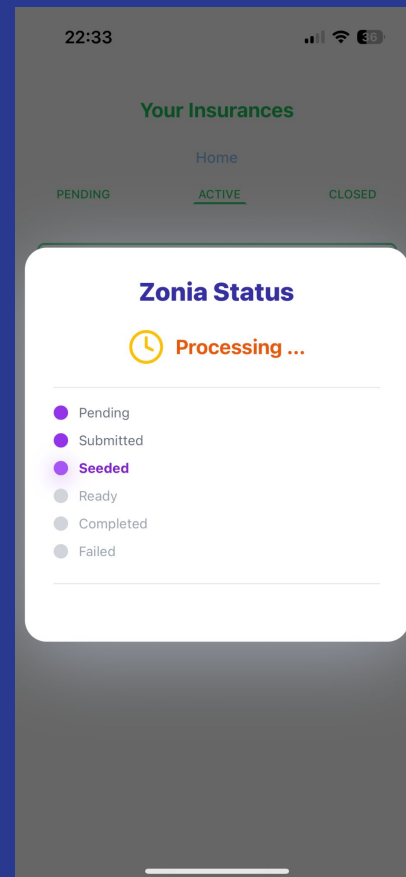 22:33
36
Your Insurances
Home
PENDING ACTIVE CLOSED
Zonia Status
Processing ...
Pending
Submitted
Seeded
Ready
Completed
Failed